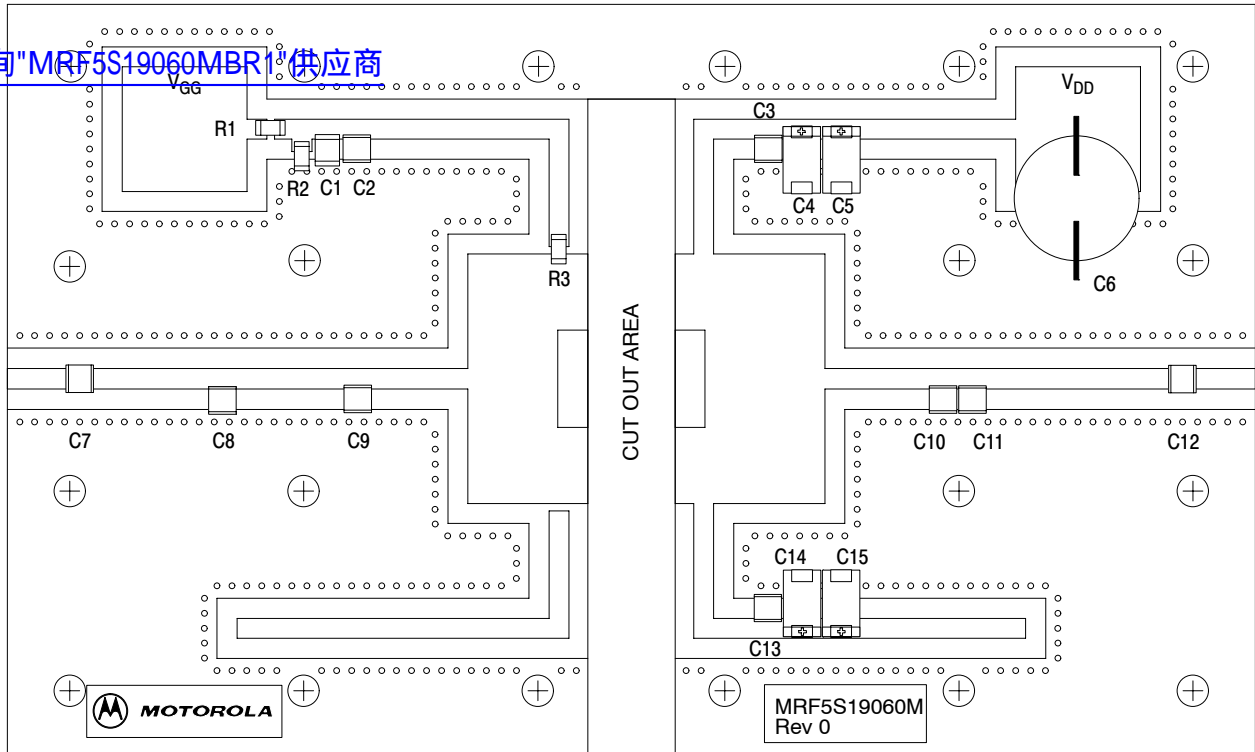 间"MRF5S19060MBR1"供应商
VGG
VDD
C3
R1
R2 C1 C2
C4 C5
R3
C6
CUT OUT AREA
C7
C8
C9
C10 C11
C12
C14 C15
C13
MOTOROLA
MRF5S19060M
Rev 0